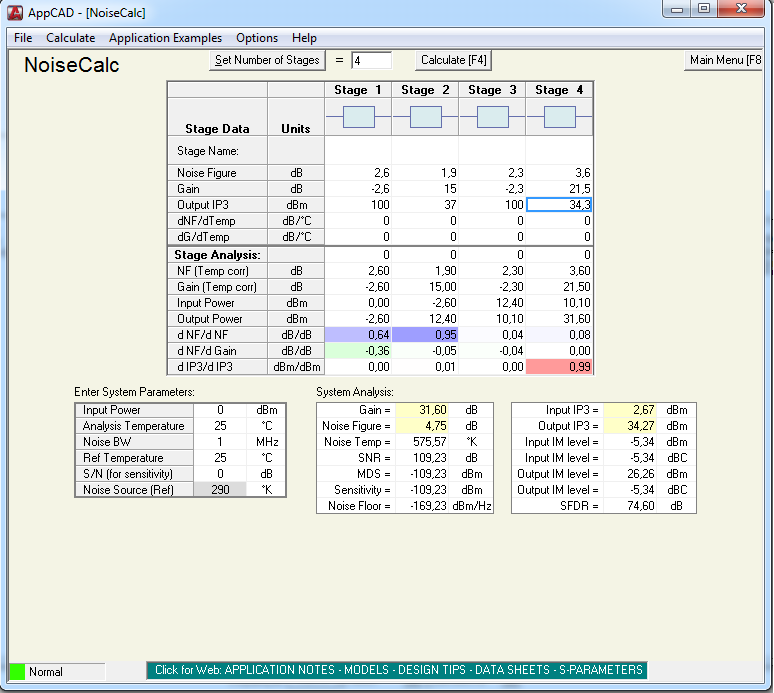 AppCAD - [NoiseCalc]
File Calculate Application Examples Options Help
NoiseCalc
Set Number of Stages = 4 Calculate [F4] Main Menu [F8
Stage 1 Stage 2 Stage 3 Stage 4
Stage Data Units
Stage Name:
Noise Figure dB 2,6 1,9 2,3 3,6
Gain dB -2,6 15 -2,3 21,5
Output IP3 dBm 100 37 100 34,3
dNF/dTemp dB/°C 0 0 0 0
dG/dTemp dB/°C 0 0 0 0
Stage Analysis: 0 0 0 0
NF (Temp corr) dB 2,60 1,90 2,30 3,60
Gain (Temp corr) dB -2,60 15,00 -2,30 21,50
Input Power dBm 0,00 -2,60 12,40 10,10
Output Power dBm -2,60 12,40 10,10 31,60
d NF/d NF dB/dB 0,64 0,95 0,04 0,08
d NF/d Gain dB/dB -0,36 -0,05 -0,04 0,00
d IP3/d IP3 dBm/dBm 0,00 0,01 0,00 0,99
Enter System Parameters:
Input Power 0 dBm
Analysis Temperature 25 °C
Noise BW 1 MHz
Ref Temperature 25 °C
S/N (for sensitivity) 0 dB
Noise Source (Ref) 290 °K
System Analysis:
Gain = 31,60 dB
Noise Figure = 4,75 dB
Noise Temp = 575,57 °K
SNR = 109,23 dB
MDS = -109,23 dBm
Sensitivity = -109,23 dBm
Noise Floor = -169,23 dBm/Hz
Input IP3 = 2,67 dBm
Output IP3 = 34,27 dBm
Input IM level = -5,34 dBm
Input IM level = -5,34 dBC
Output IM level = 26,26 dBm
Output IM level = -5,34 dBC
SFDR = 74,60 dB
Normal
Click for Web: APPLICATION NOTES - MODELS - DESIGN TIPS - DATA SHEETS - S-PARAMETERS